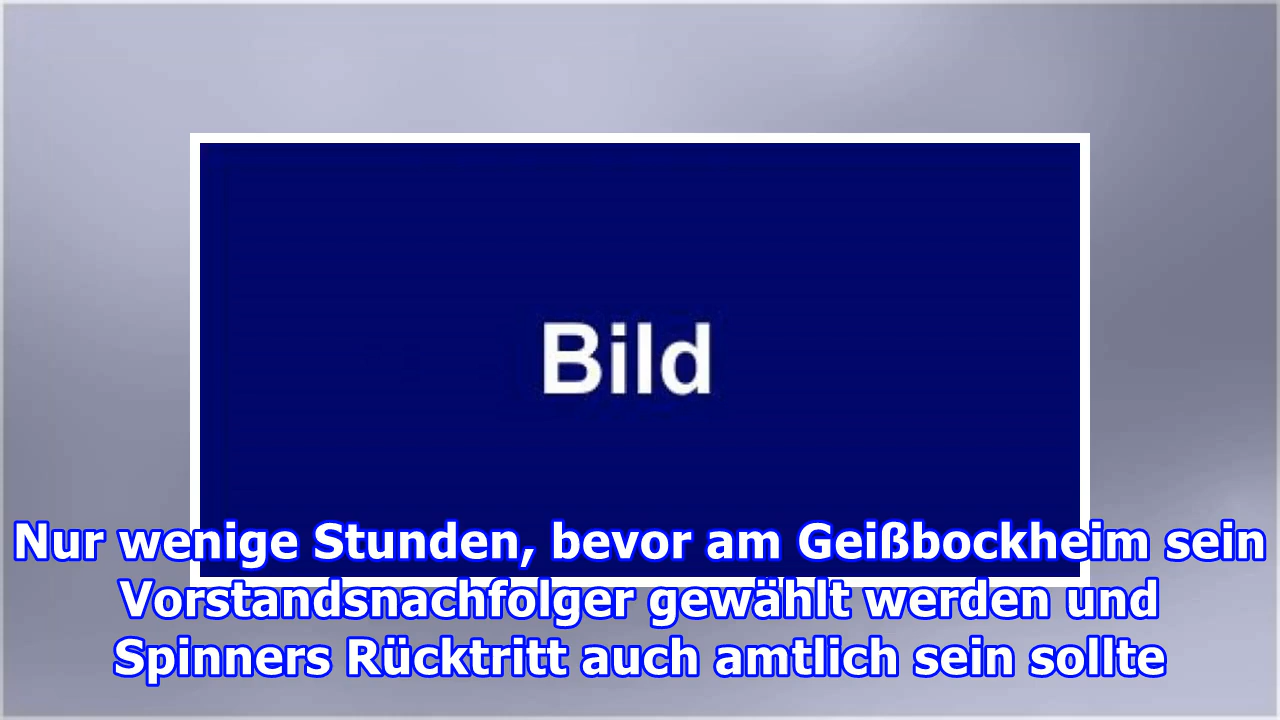 Bild
Nur wenige Stunden, bevor am Geißbockheim sein
Vorstandsnachfolger gewählt werden und
Spinners Rücktritt auch amtlich sein sollte